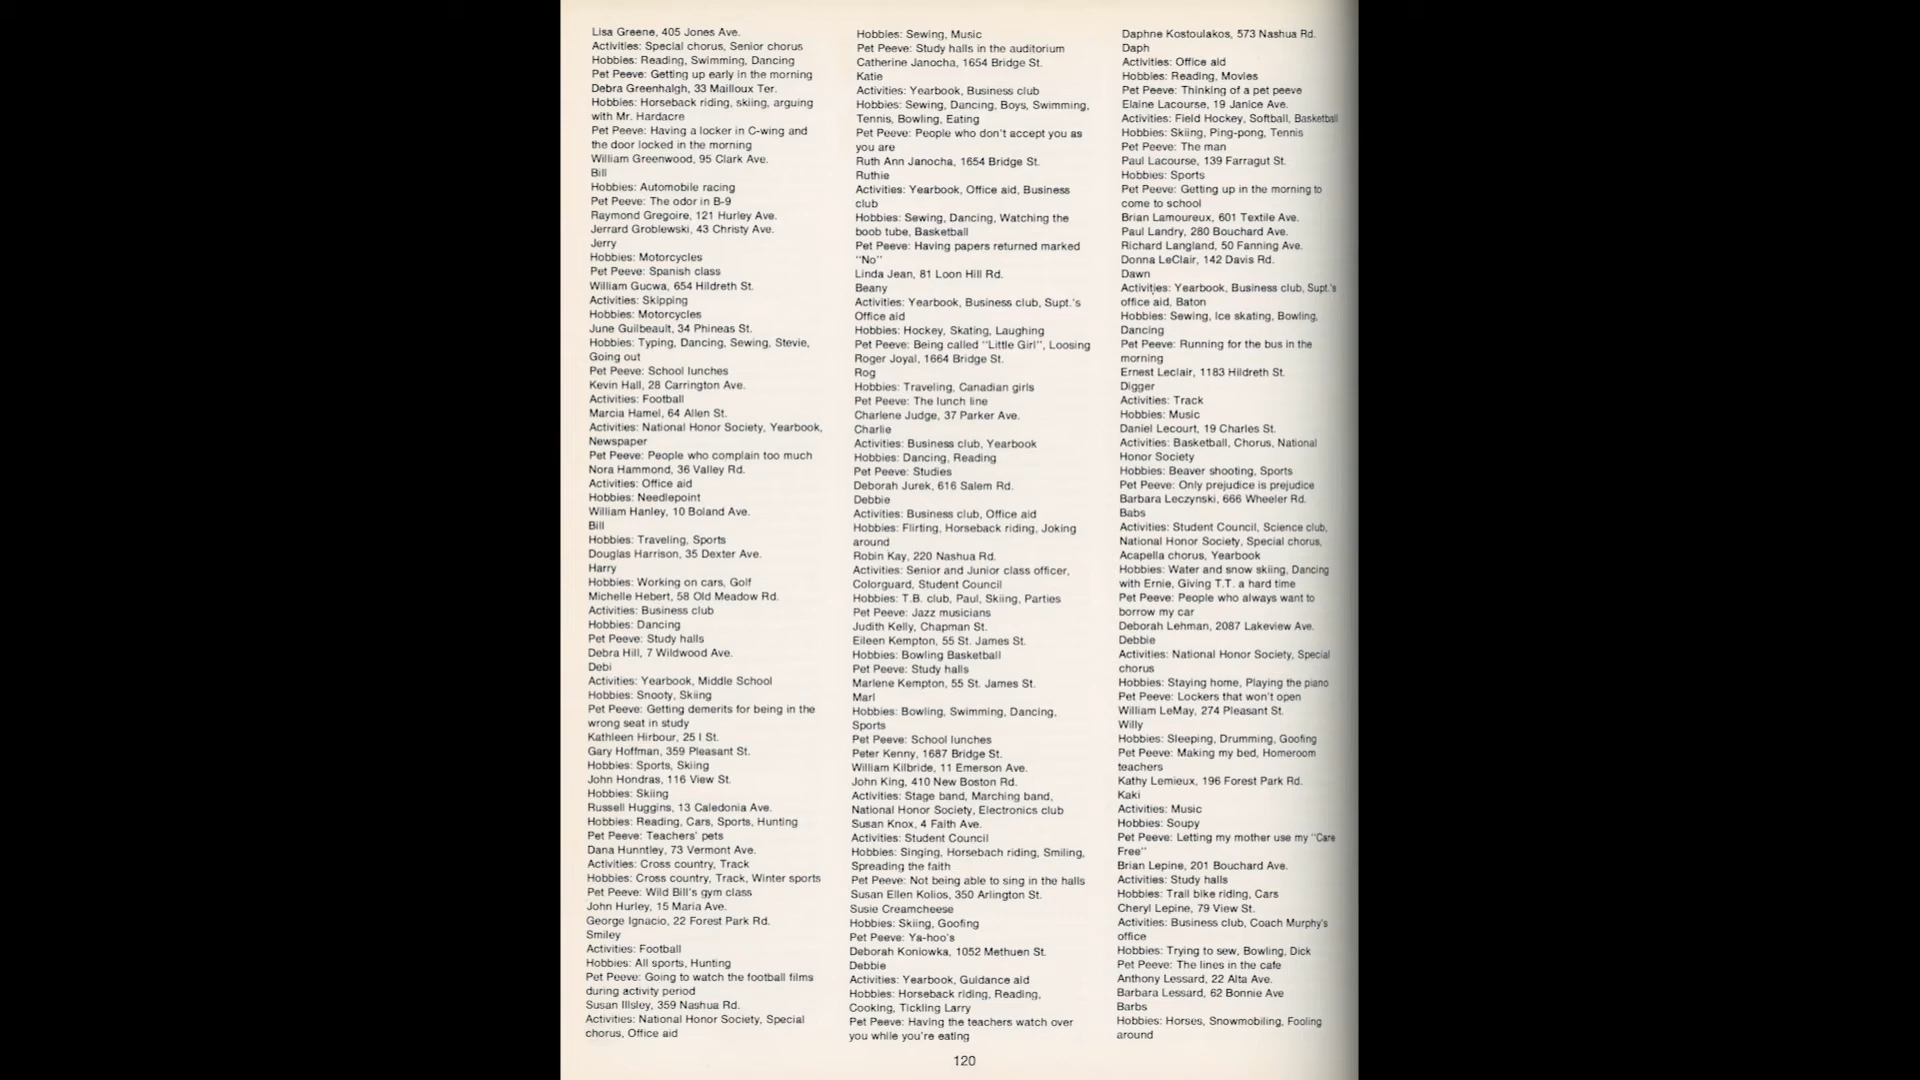 Lisa Greene, 405 Jones Ave.
Activities: Special chorus, Senior chorus
Hobbies: Reading, Swimming, Dancing
Pet Peeve: Getting up early in the morning
Debra Greenhalgh, 33 Mailloux Ter.
Hobbies: Horseback riding, skiing, arguing
with Mr. Hardacre
Pet Peeve: Having a locker in C-wing and
the door locked in the morning
William Greenwood, 95 Clark Ave.
Bill
Hobbies: Automobile racing
Pet Peeve: The odor in B-9
Raymond Gregoire, 121 Hurley Ave.
Jerrard Groblewski, 43 Christy Ave.
Jerry
Hobbies: Motorcycles
Pet Peeve: Spanish class
William Gucwa, 654 Hildreth St.
Activities: Skipping
Hobbies: Motorcycles
June Guilbeault, 34 Phineas St.
Hobbies: Typing, Dancing, Sewing, Stevie,
Going out
Pet Peeve: School lunches
Kevin Hall, 28 Carrington Ave.
Activities: Football
Marcia Hamel, 64 Allen St.
Activities: National Honor Society, Yearbook,
Newspaper
Pet Peeve: People who complain too much
Nora Hammond, 36 Valley Rd.
Activities: Office aid
Hobbies: Needlepoint
William Hanley, 10 Boland Ave.
Bill
Hobbies: Traveling, Sports
Douglas Harrison, 35 Dexter Ave.
Harry
Hobbies: Working on cars, Golf
Michelle Hebert, 58 Old Meadow Rd.
Activities: Business club
Hobbies: Dancing
Pet Peeve: Study halls
Debra Hill, 7 Wildwood Ave.
Debi
Activities: Yearbook, Middle School
Hobbies: Snooty, Skiing
Pet Peeve: Getting demerits for being in the
wrong seat in study
Kathleen Hirbour, 25 I St.
Gary Hoffman, 359 Pleasant St.
Hobbies: Sports, Skiing
John Hondras, 116 View St.
Hobbies: Skiing
Russell Huggins, 13 Caledonia Ave.
Hobbies: Reading, Cars, Sports, Hunting
Pet Peeve: Teachers' pets
Dana Hunntley, 73 Vermont Ave.
Activities: Cross country, Track
Hobbies: Cross country, Track, Winter sports
Pet Peeve: Wild Bill's gym class
John Hurley, 15 Maria Ave.
George Ignacio, 22 Forest Park Rd.
Smiley
Activities: Football
Hobbies: All sports, Hunting
Pet Peeve: Going to watch the football films
during activity period
Susan Illsley, 359 Nashua Rd.
Activities: National Honor Society, Special
chorus, Office aid
Hobbies: Sewing, Music
Pet Peeve: Study halls in the auditorium
Catherine Janocha, 1654 Bridge St.
Katie
Activities: Yearbook, Business club
Hobbies: Sewing, Dancing, Boys, Swimming,
Tennis, Bowling, Eating
Pet Peeve: People who don't accept you as
you are
Ruth Ann Janocha, 1654 Bridge St.
Ruthie
Activities: Yearbook, Office aid, Business
club
Hobbies: Sewing, Dancing, Watching the
boob tube, Basketball
Pet Peeve: Having papers returned marked
"No"
Linda Jean, 81 Loon Hill Rd.
Beany
Activities: Yearbook, Business club, Supt.'s
Office aid
Hobbies: Hockey, Skating, Laughing
Pet Peeve: Being called "Little Girl", Loosing
Roger Joyal, 1664 Bridge St.
Rog
Hobbies: Traveling, Canadian girls
Pet Peeve: The lunch line
Charlene Judge, 37 Parker Ave.
Charlie
Activities: Business club, Yearbook
Hobbies: Dancing, Reading
Pet Peeve: Studies
Deborah Jurek, 616 Salem Rd.
Debbie
Activities: Business club, Office aid
Hobbies: Flirting, Horseback riding, Joking
around
Robin Kay, 220 Nashua Rd.
Activities: Senior and Junior class officer,
Colorguard, Student Council
Hobbies: T.B. club, Paul, Skiing, Parties
Pet Peeve: Jazz musicians
Judith Kelly, Chapman St.
Eileen Kempton, 55 St. James St.
Hobbies: Bowling Basketball
Pet Peeve: Study halls
Marlene Kempton, 55 St. James St.
Marl
Hobbies: Bowling, Swimming, Dancing,
Sports
Pet Peeve: School lunches
Peter Kenny, 1687 Bridge St.
William Kilbride, 11 Emerson Ave.
John King, 410 New Boston Rd.
Activities: Stage band, Marching band,
National Honor Society, Electronics club
Susan Knox, 4 Faith Ave.
Activities: Student Council
Hobbies: Singing, Horsebach riding, Smiling,
Spreading the faith
Pet Peeve: Not being able to sing in the halls
Susan Ellen Kolios, 350 Arlington St.
Susie Creamcheese
Hobbies: Skiing, Goofing
Pet Peeve: Ya-hoo's
Deborah Koniowka, 1052 Methuen St.
Debbie
Activities: Yearbook, Guidance aid
Hobbies: Horseback riding, Reading,
Cooking, Tickling Larry
Pet Peeve: Having the teachers watch over
you while you're eating
Daphne Kostoulakos, 573 Nashua Rd.
Daph
Activities: Office aid
Hobbies: Reading, Movies
Pet Peeve: Thinking of a pet peeve
Elaine Lacourse, 19 Janice Ave.
Activities: Field Hockey, Softball, Basketball
Hobbies: Skiing, Ping-pong, Tennis
Pet Peeve: The man
Paul Lacourse, 139 Farragut St.
Hobbies: Sports
Pet Peeve: Getting up in the morning to
come to school
Brian Lamoureux, 601 Textile Ave.
Paul Landry, 280 Bouchard Ave.
Richard Langland, 50 Fanning Ave.
Donna LeClair, 142 Davis Rd.
Dawn
Activities: Yearbook, Business club, Supt.'s
office aid, Baton
Hobbies: Sewing, Ice skating, Bowling,
Dancing
Pet Peeve: Running for the bus in the
morning
Ernest Leclair, 1183 Hildreth St.
Digger
Activities: Track
Hobbies: Music
Daniel Lecourt, 19 Charles St.
Activities: Basketball, Chorus, National
Honor Society
Hobbies: Beaver shooting, Sports
Pet Peeve: Only prejudice is prejudice
Barbara Leczynski, 666 Wheeler Rd.
Babs
Activities: Student Council, Science club,
National Honor Society, Special chorus,
Acapella chorus, Yearbook
Hobbies: Water and snow skiing, Dancing
with Ernie, Giving T.T. a hard time
Pet Peeve: People who always want to
borrow my car
Deborah Lehman, 2087 Lakeview Ave.
Debbie
Activities: National Honor Society, Special
chorus
Hobbies: Staying home, Playing the piano
Pet Peeve: Lockers that won't open
William LeMay, 274 Pleasant St.
Willy
Hobbies: Sleeping, Drumming, Goofing
Pet Peeve: Making my bed, Homeroom
teachers
Kathy Lemieux, 196 Forest Park Rd.
Kaki
Activities: Music
Hobbies: Soupy
Pet Peeve: Letting my mother use my "Care
Free"
Brian Lepine, 201 Bouchard Ave.
Activities: Study halls
Hobbies: Trail bike riding, Cars
Cheryl Lepine, 79 View St.
Activities: Business club, Coach Murphy's
office
Hobbies: Trying to sew, Bowling, Dick
Pet Peeve: The lines in the cafe
Anthony Lessard, 22 Alta Ave.
Barbara Lessard, 62 Bonnie Ave
Barbs
Hobbies: Horses, Snowmobiling, Fooling
around
120